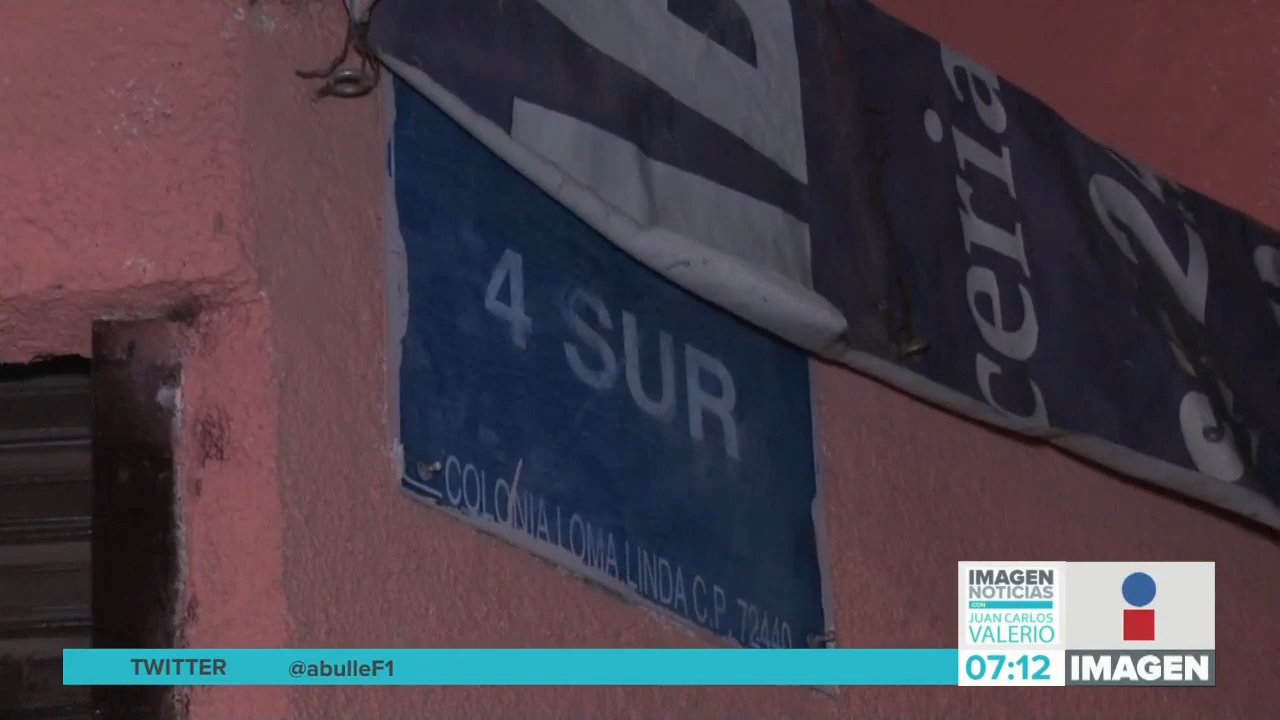 ceria
4 SUR
COLONIA LOMA LINDA C.P. 72440
IMAGEN
NOTICIAS
CON
JUAN CARLOS
VALERIO
TWITTER
@abulleF1
07:12
IMAGEN